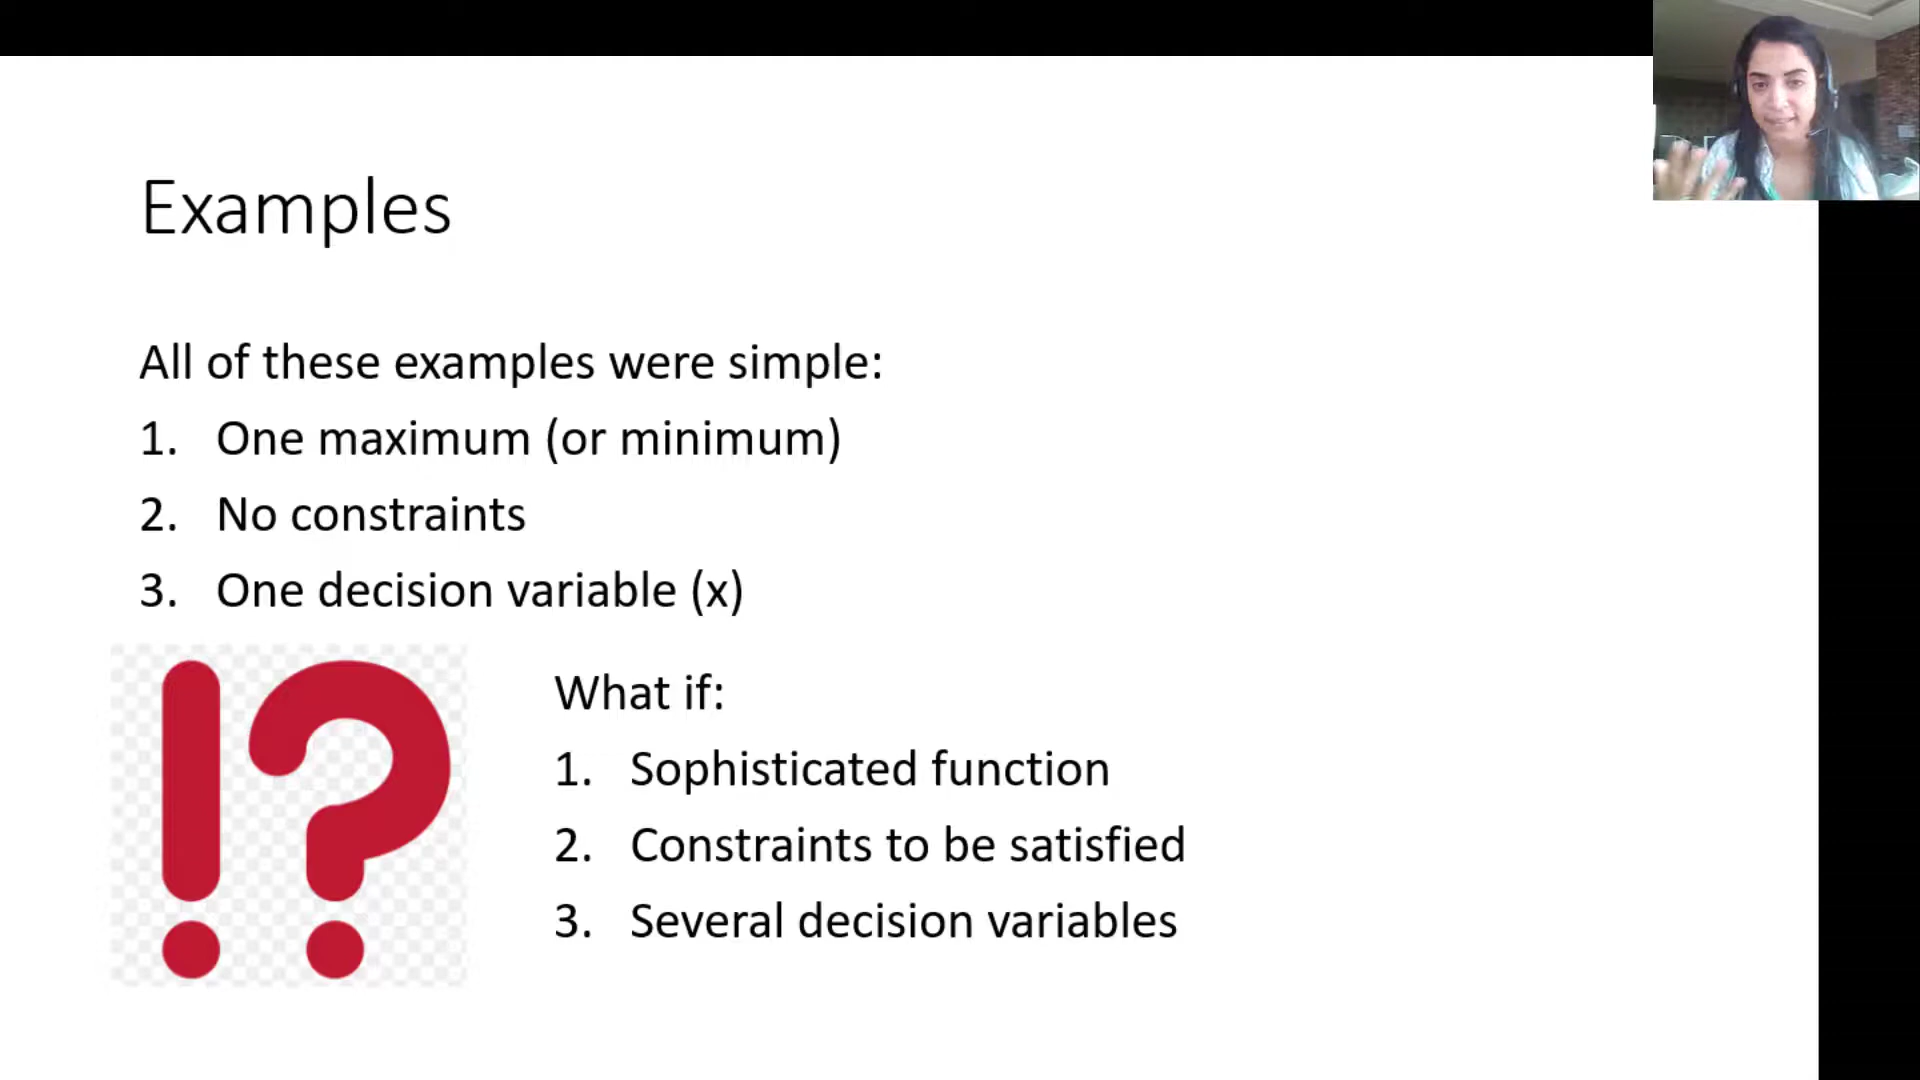 Examples
All of these examples were simple:
1. One maximum (or minimum)
2. No constraints
3. One decision variable (x)
!?
What if:
1. Sophisticated function
2. Constraints to be satisfied
3. Several decision variables